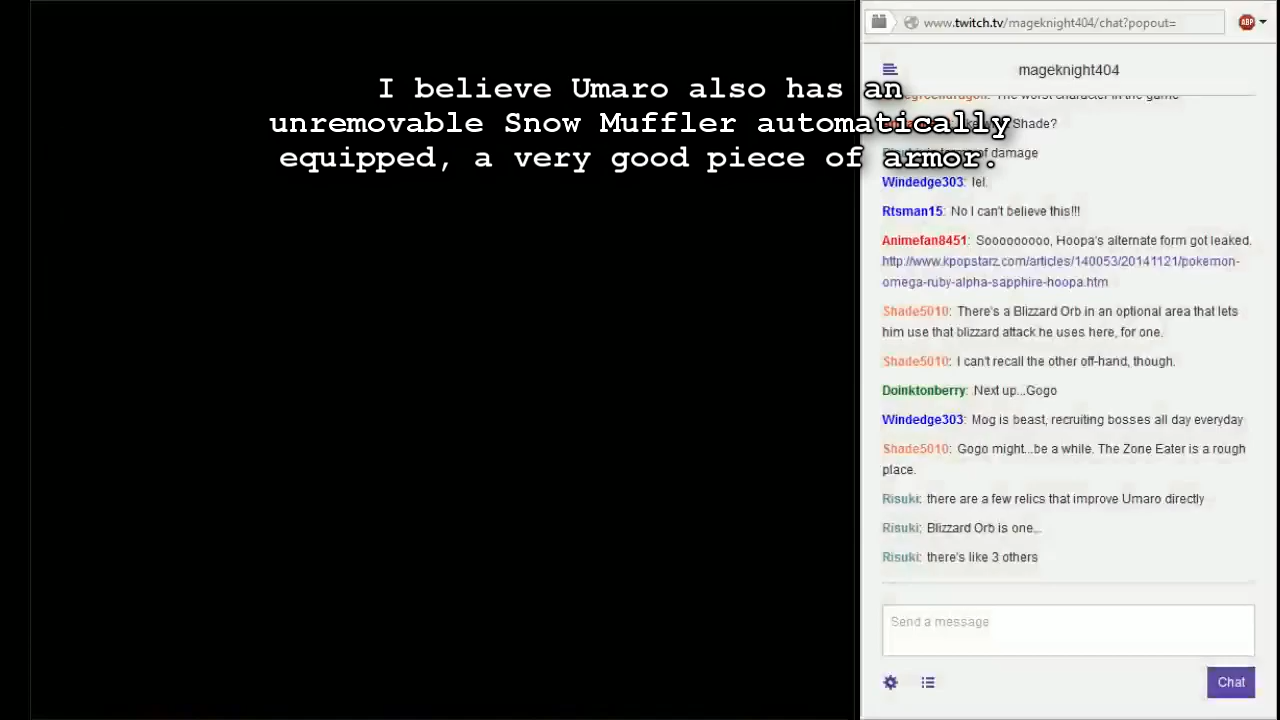 I believe Umaro also has an
unremovable Snow Muffler automatically
equipped, a very good piece of armor.
www.twitch.tv/mageknight404/chat?popout=
ABP
mageknight404
The worst character in the game
Shade?
of damage
Windedge303: lel.
Rtsman15: No I can't believe this!!!
Animefan8451: Sooooooooo, Hoopa's alternate form got leaked.
http://www.kpopstarz.com/articles/140053/20141121/pokemon-
omega-ruby-alpha-sapphire-hoopa.htm
Shade5010: There's a Blizzard Orb in an optional area that lets
him use that blizzard attack he uses here, for one.
Shade5010: I can't recall the other off-hand, though.
Doinktonberry: Next up...Gogo
Windedge303: Mog is beast, recruiting bosses all day everyday
Shade5010: Gogo might...be a while. The Zone Eater is a rough
place.
Risuki: there are a few relics that improve Umaro directly
Risuki: Blizzard Orb is one...
Risuki: there's like 3 others
Send a message
Chat